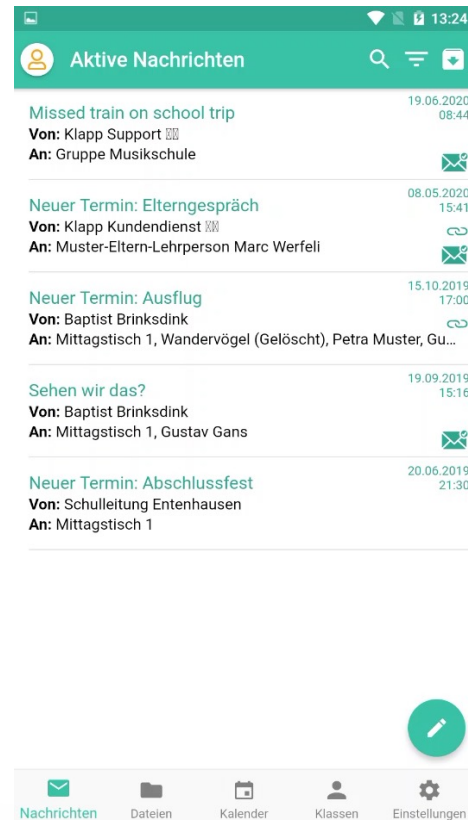 13:24
Aktive Nachrichten
Missed train on school trip
19.06.2020
08:44
Von: Klapp Support
An: Gruppe Musikschule
Neuer Termin: Elterngespräch
08.05.2020
15:41
Von: Klapp Kundendienst
An: Muster-Eltern-Lehrperson Marc Werfeli
Neuer Termin: Ausflug
15.10.2019
17:00
Von: Baptist Brinksdink
An: Mittagstisch 1, Wandervögel (Gelöscht), Petra Muster, Gu...
Sehen wir das?
19.09.2019
15:16
Von: Baptist Brinksdink
An: Mittagstisch 1, Gustav Gans
Neuer Termin: Abschlussfest
20.06.2019
21:30
Von: Schulleitung Entenhausen
An: Mittagstisch 1
Nachrichten
Dateien
Kalender
Klassen
Einstellungen